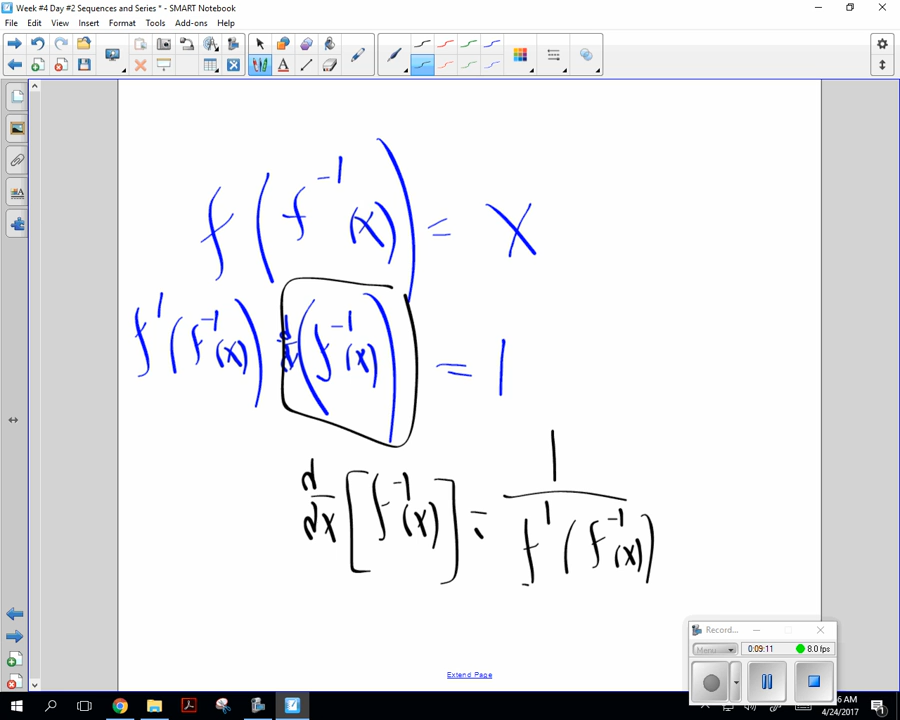 Week #4 Day #2 Sequences and Series * - SMART Notebook
File Edit View Insert Format Tools Add-ons Help
f(f⁻¹(x)) = x
f'(f⁻¹(x)) d/dx (f⁻¹(x)) = 1
d/dx [f⁻¹(x)] = 1 / f'(f⁻¹(x))
Record...
Menu
0:09:11
8.0 fps
Extend Page
6 AM
4/24/2017